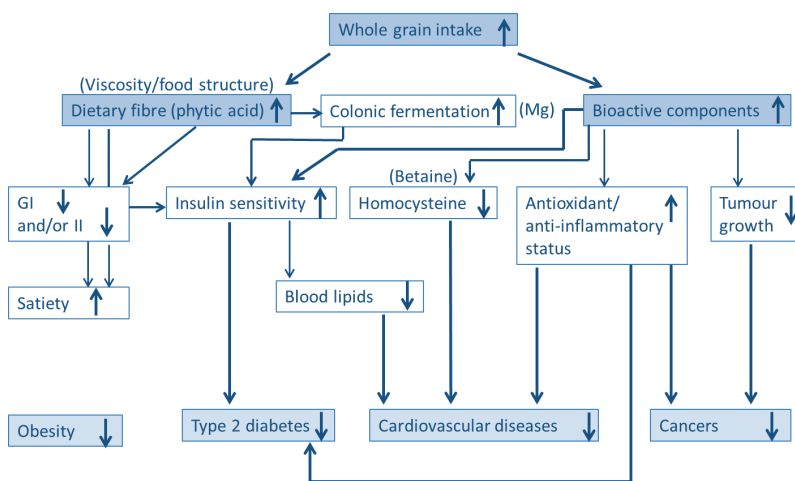 Whole grain intake
(Viscosity/food structure)
Dietary fibre (phytic acid)
Colonic fermentation
(Mg)
Bioactive components
GI
and/or II
Insulin sensitivity
(Betaine)
Homocysteine
Antioxidant/
anti-inflammatory
status
Tumour
growth
Satiety
Blood lipids
Obesity
Type 2 diabetes
Cardiovascular diseases
Cancers